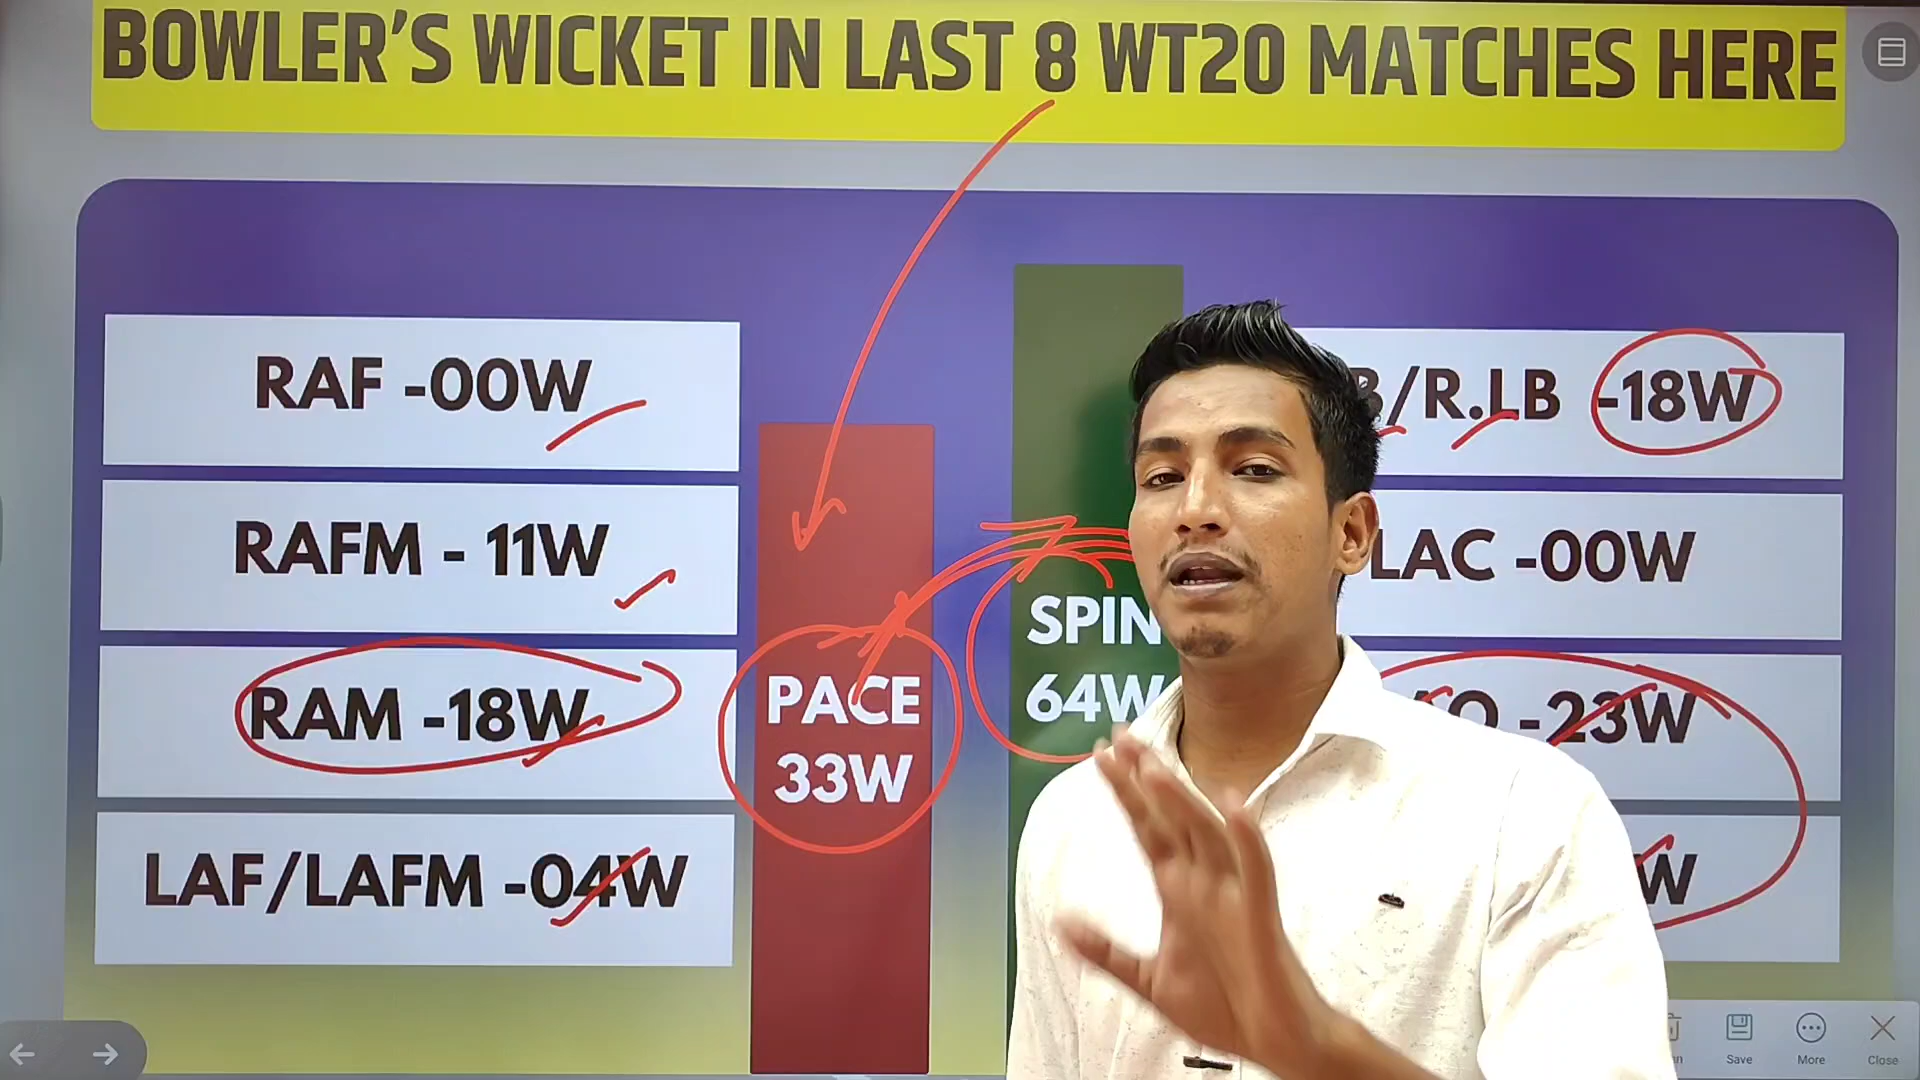 BOWLER'S WICKET IN LAST 8 WT20 MATCHES HERE
RAF -00W
RAFM - 11W
RAM -18W
LAF/LAFM -04W
PACE
33W
SPIN
64W
/R.LB -18W
LAC -00W
-23W
W
Save
More
Close